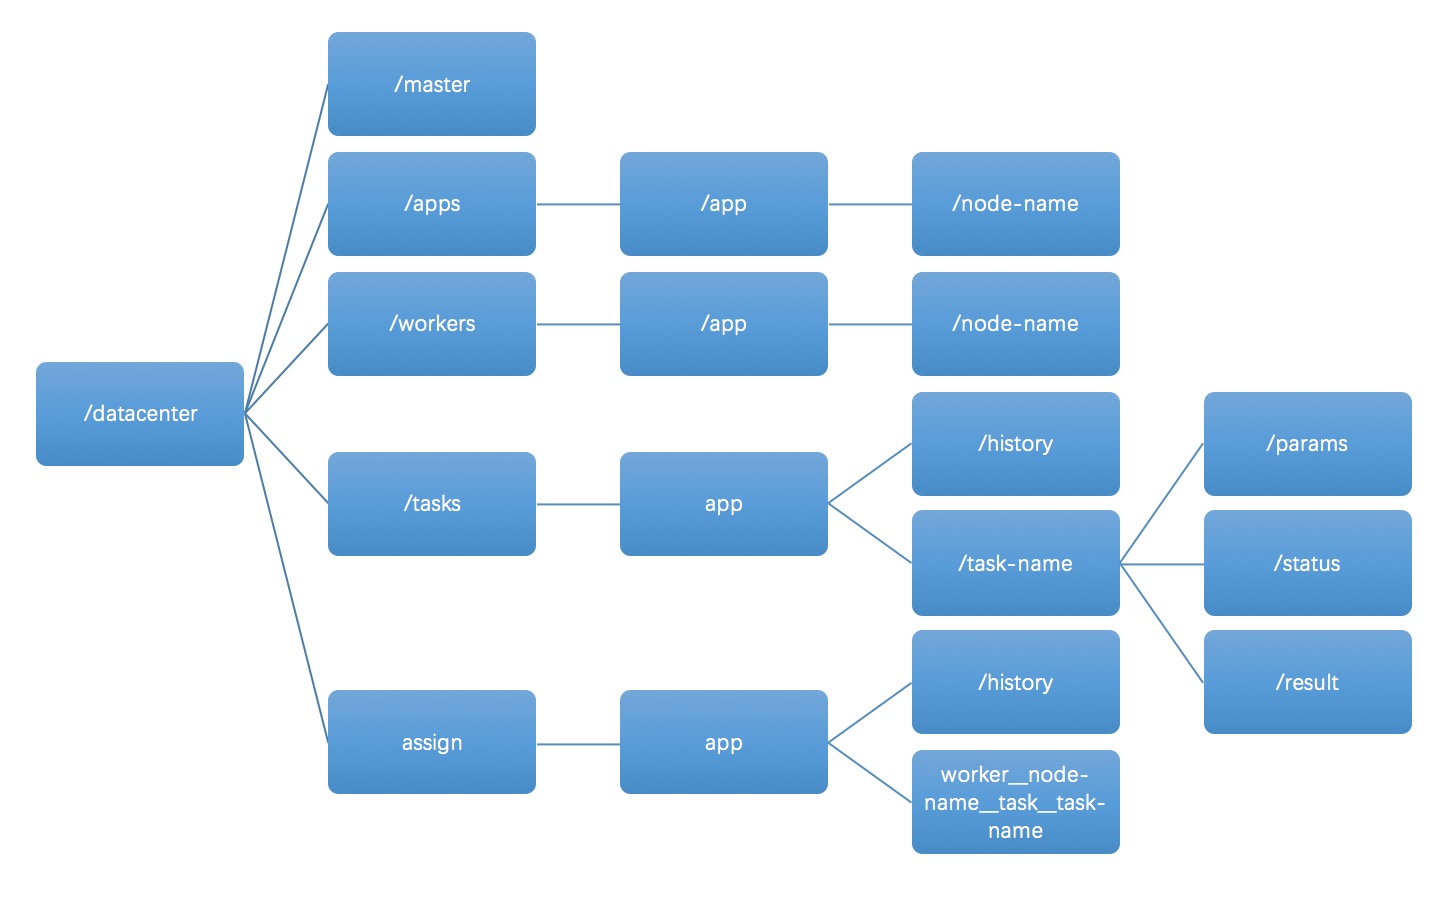 /master
/apps
/app
/node-name
/workers
/app
/node-name
/datacenter
/history
/params
/tasks
app
/task-name
/status
/history
/result
assign
app
worker__node-
name__task__task-
name